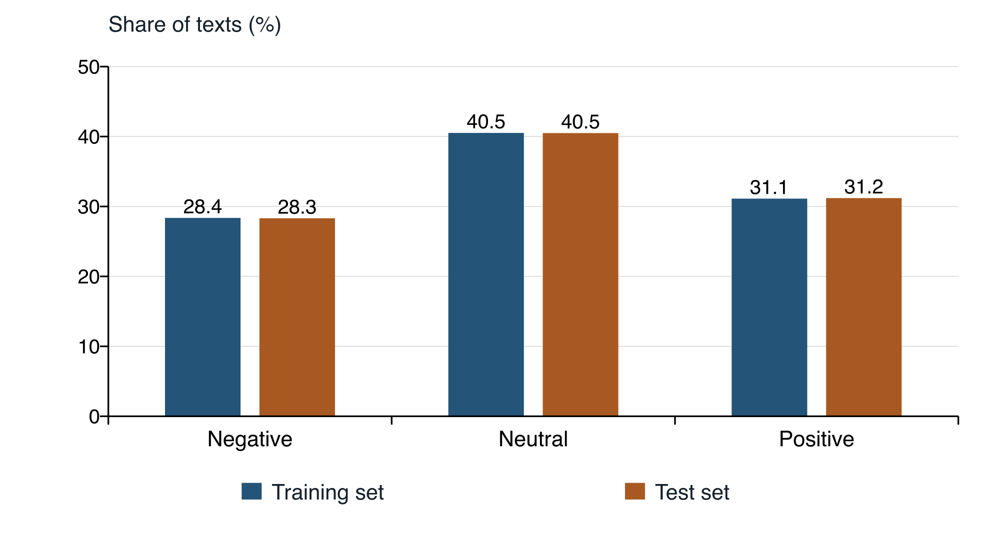 Share of texts (%)
50
40
30
20
10
0
28.4
28.3
40.5
40.5
31.1
31.2
Negative
Neutral
Positive
Training set
Test set